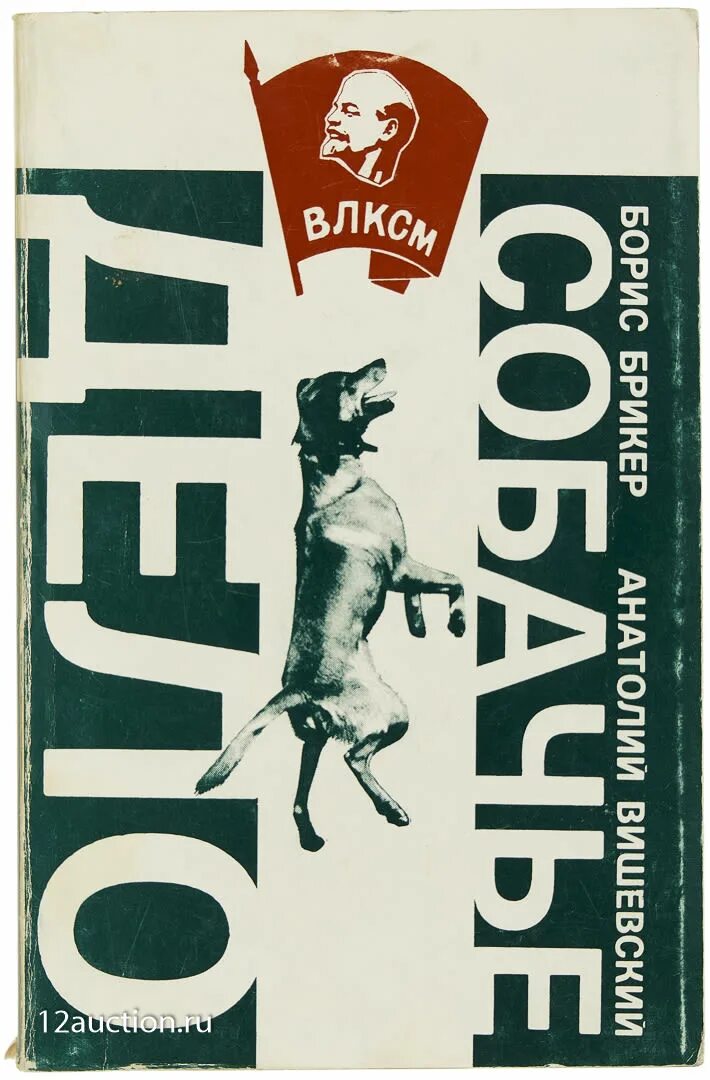 ВЛКСМ
БОРИС БРИКЕР АНАТОЛИЙ ВИШЕВСКИЙ
СОБАЧЬЕ
ДЕЛО
12auction.ru